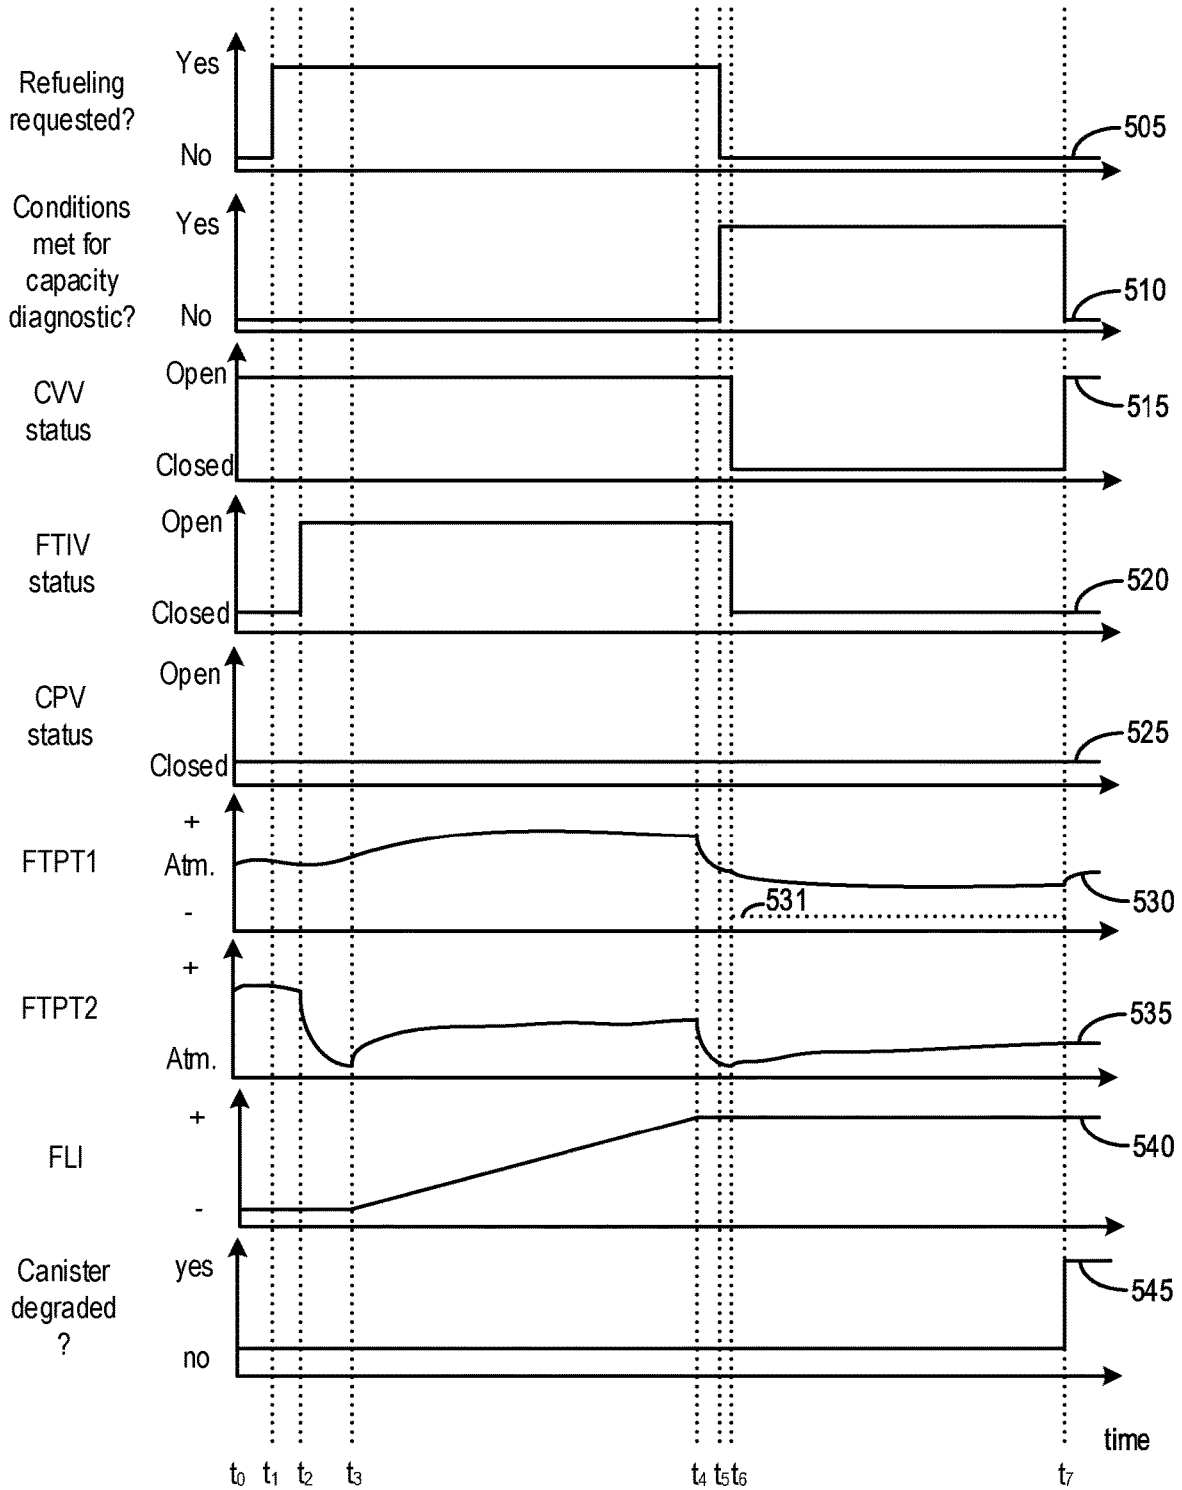 Refueling
requested?
Yes
No
505
Conditions
met for
capacity
diagnostic?
Yes
No
510
CVV
status
Open
Closed
515
FTIV
status
Open
Closed
520
CPV
status
Open
Closed
525
FTPT1
+
Atm.
-
531
530
FTPT2
+
Atm.
535
FLI
+
-
540
Canister
degraded
?
yes
no
545
time
t0 t1 t2 t3 t4 t5 t6 t7